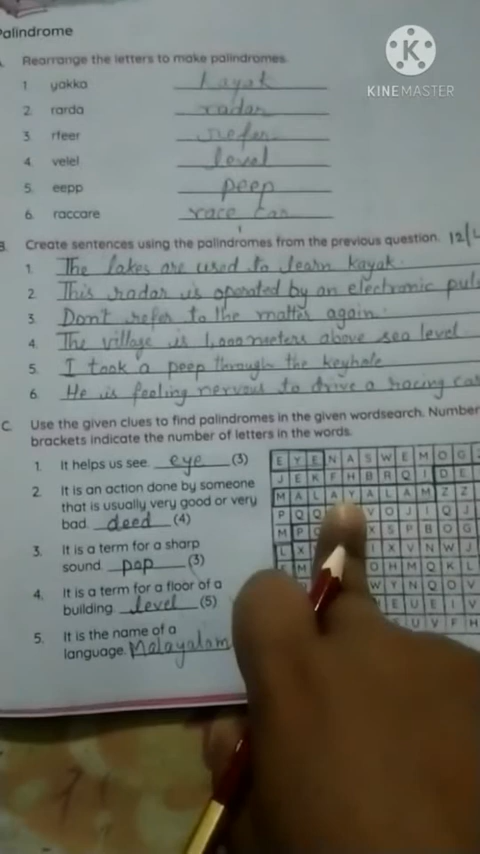 Palindrome
KINEMASTER
Rearrange the letters to make palindromes.
1. yakka kayak
2. rarda radar
3. rfeer refer
4. velel level
5. eepp peep
6. raccare race car
B. Create sentences using the palindromes from the previous question. 12/
1. The lakes are used to learn kayak.
2. This radar is operated by an electronic pul
3. Don't refer to the matter again.
4. The village is 1,000 meters above sea level
5. I took a peep through the keyhole
6. He is feeling nervous to drive a racing car
C. Use the given clues to find palindromes in the given wordsearch. Number
brackets indicate the number of letters in the words.
1. It helps us see. eye (3)
2. It is an action done by someone
that is usually very good or very
bad. deed (4)
3. It is a term for a sharp
sound. pop (3)
4. It is a term for a floor of a
building. level (5)
5. It is the name of a
language. Malayalam
E Y E N A S W E M O G
J E K F H B R Q I D E
M A L A Y A L A M Z Z
P Q Q V O J I Q J
M P X S P B O G
L X I X V N W J
M O H M Q K L
W Y N Q O V
E U E I V
E U V F H